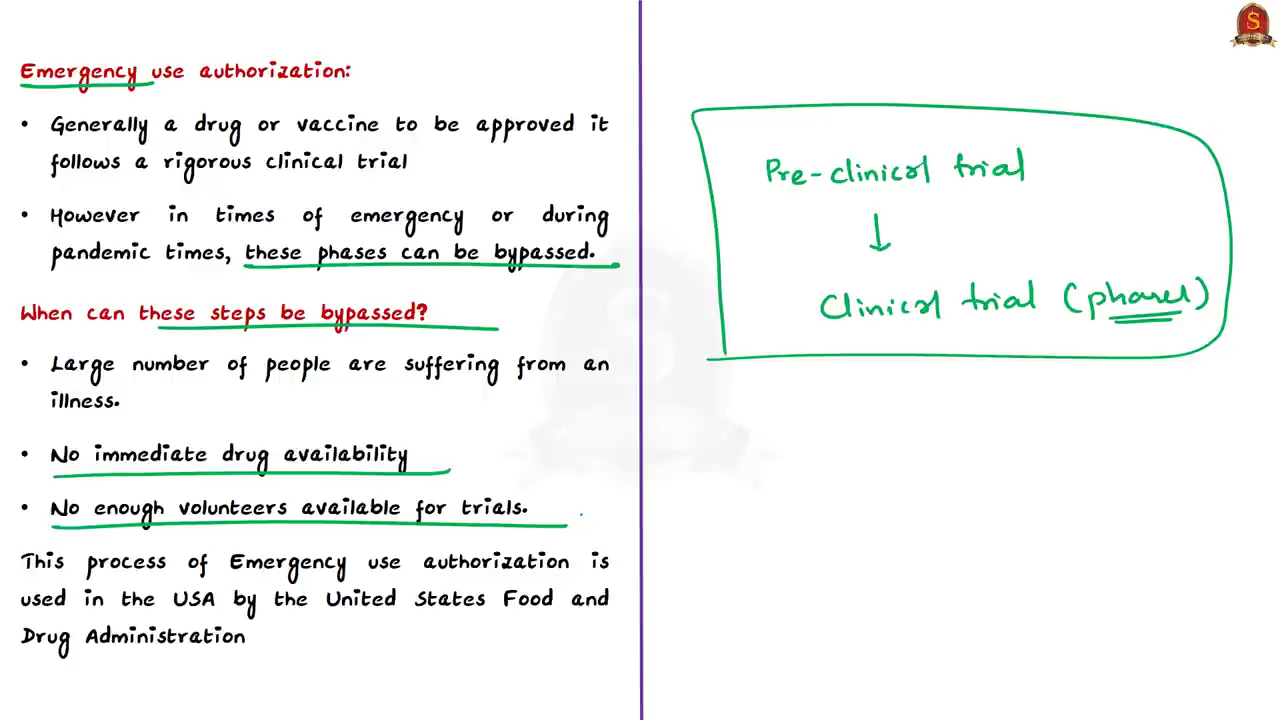 Emergency use authorization:
• Generally a drug or vaccine to be approved it
follows a rigorous clinical trial
• However in times of emergency or during
pandemic times, these phases can be bypassed.
When can these steps be bypassed?
• Large number of people are suffering from an
illness.
• No immediate drug availability
• No enough volunteers available for trials.
This process of Emergency use authorization is
used in the USA by the United States Food and
Drug Administration
Pre-clinical trial
↓
Clinical trial (phases)
S